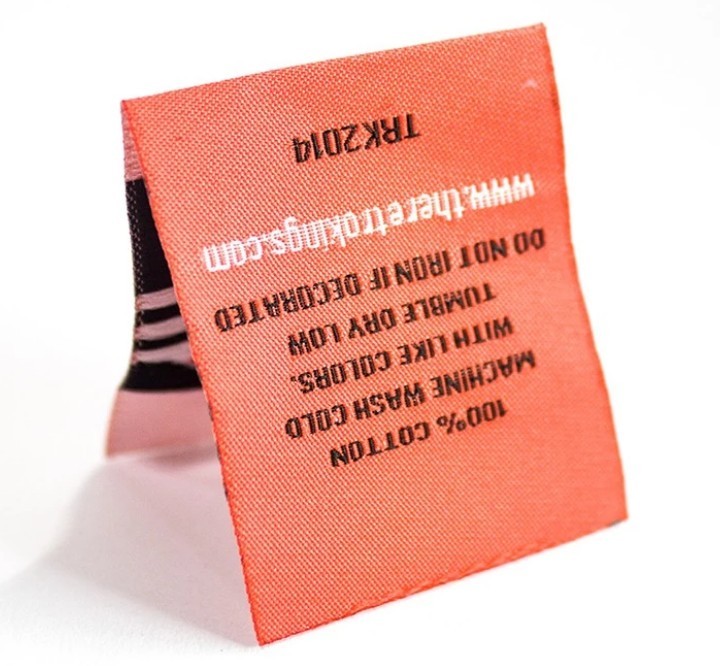 100% COTTON
MACHINE WASH COLD
WITH LIKE COLORS.
TUMBLE DRY LOW
DO NOT IRON IF DECORATED
www.theretrokings.com
TRK2014